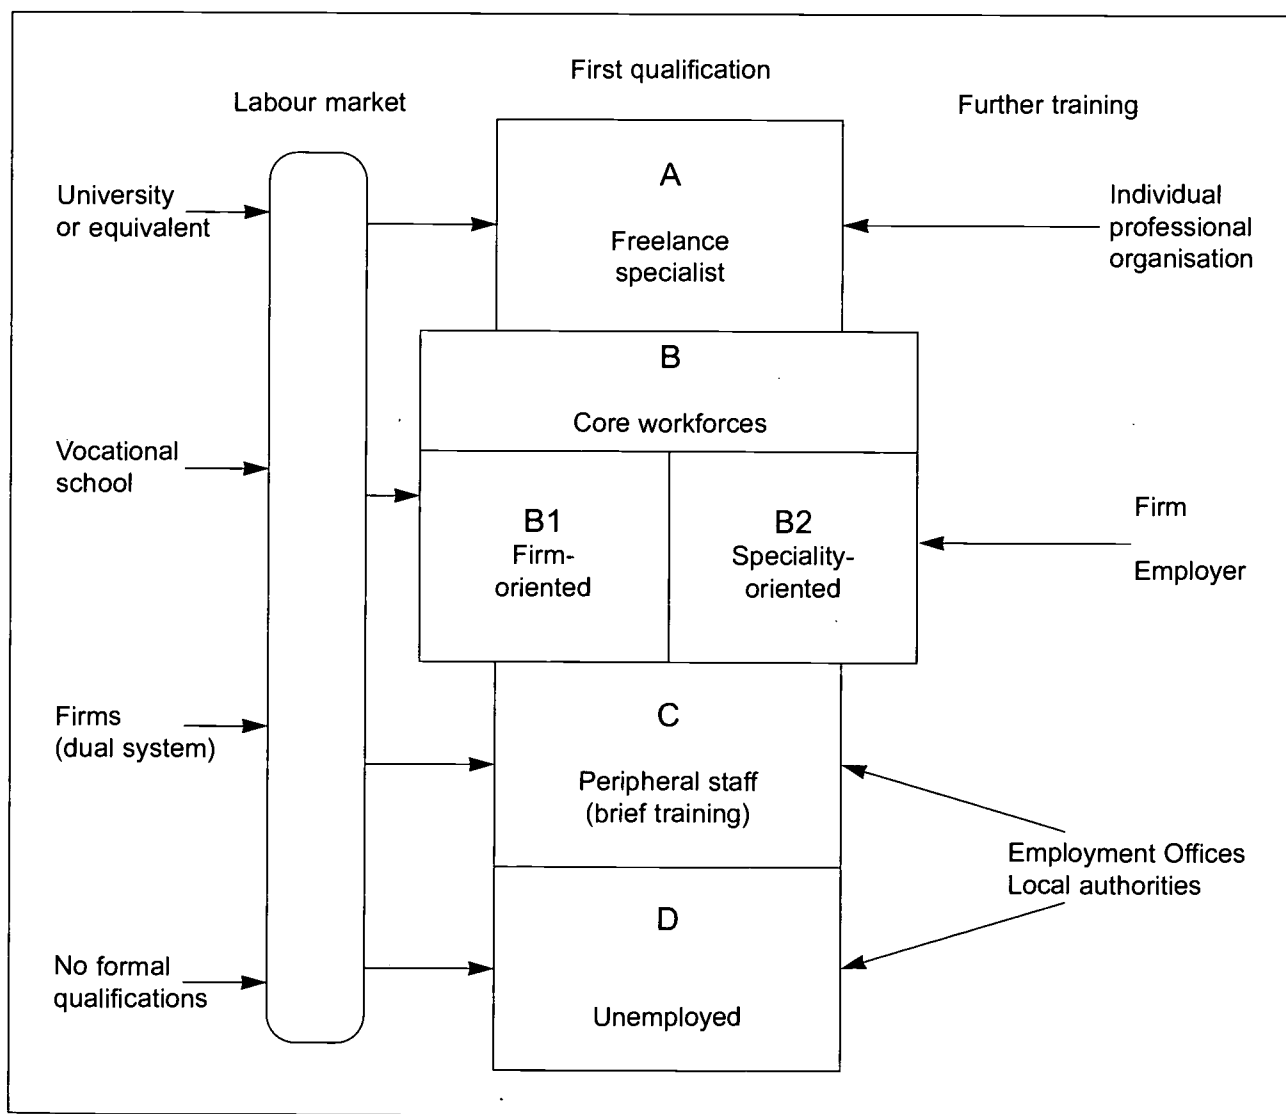 First qualification
Labour market
Further training
University
or equivalent
A
Freelance
specialist
Individual
professional
organisation
B
Core workforces
Vocational
school
B1
Firm-
oriented
B2
Speciality-
oriented
Firm
Employer
Firms
(dual system)
C
Peripheral staff
(brief training)
Employment Offices
Local authorities
D
Unemployed
No formal
qualifications